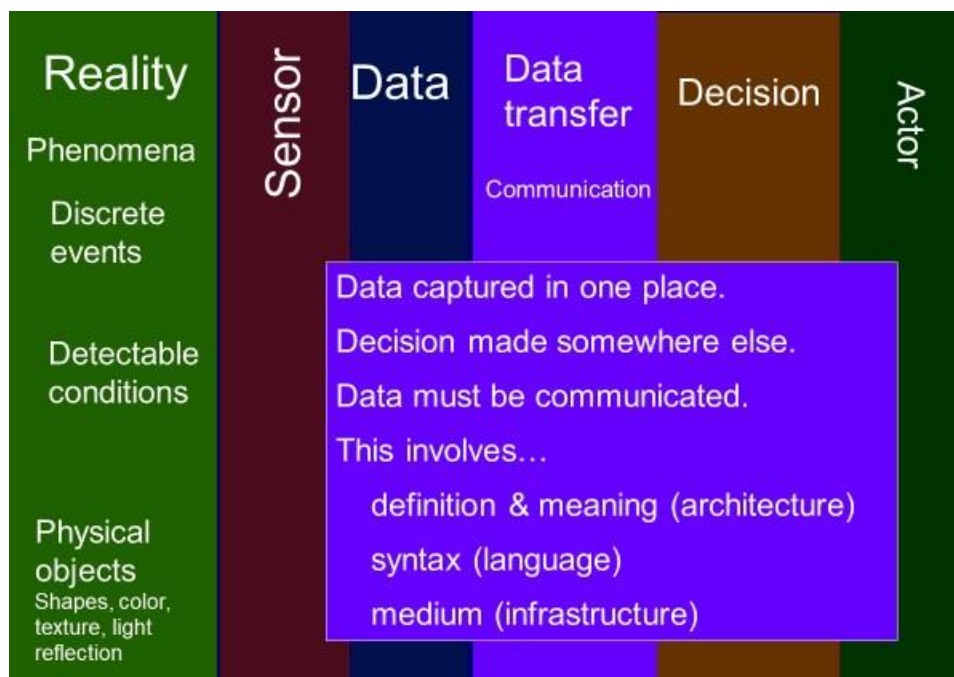 Reality
Phenomena
Discrete
events
Detectable
conditions
Physical
objects
Shapes, color,
texture, light
reflection
Sensor
Data
Data
transfer
Communication
Decision
Actor
Data captured in one place.
Decision made somewhere else.
Data must be communicated.
This involves…
definition & meaning (architecture)
syntax (language)
medium (infrastructure)